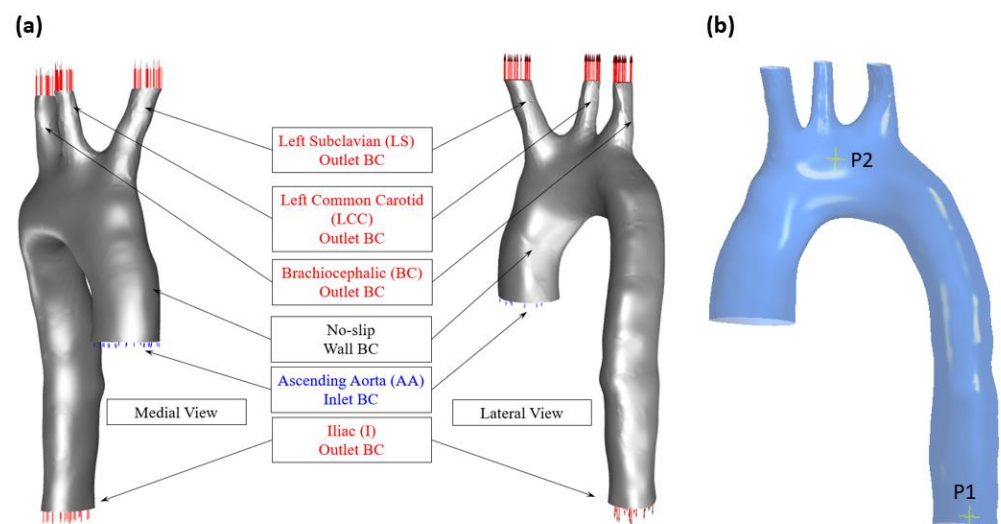 (a)
(b)
Left Subclavian (LS)
Outlet BC
Left Common Carotid
(LCC)
Outlet BC
Brachiocephalic (BC)
Outlet BC
No-slip
Wall BC
Ascending Aorta (AA)
Inlet BC
Medial View
Lateral View
Iliac (I)
Outlet BC
P2
P1